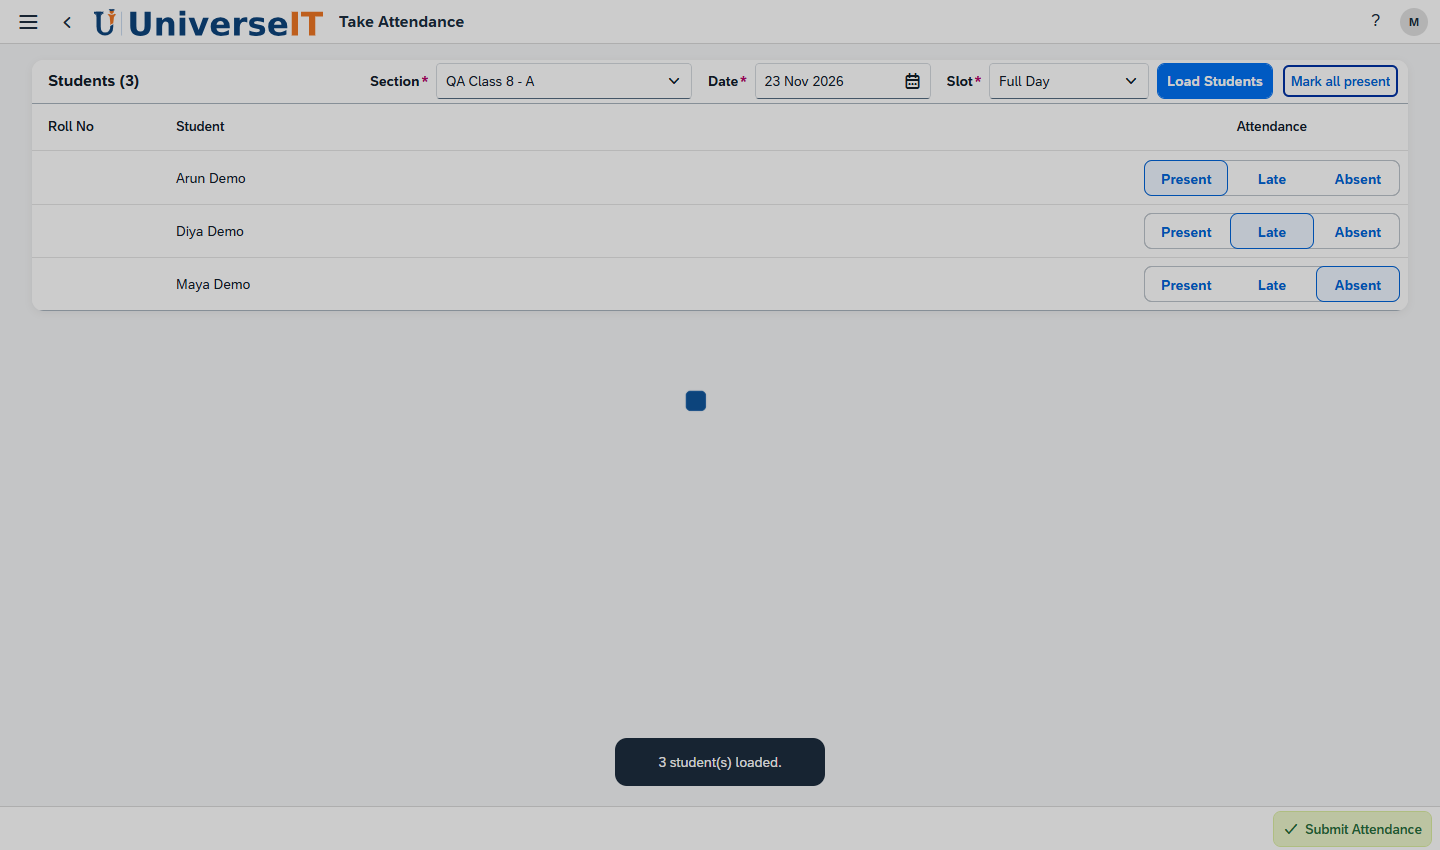 UniverseIT Take Attendance ? M
Students (3) Section* QA Class 8 - A Date* 23 Nov 2026 Slot* Full Day Load Students Mark all present
Roll No Student Attendance
Arun Demo Present Late Absent
Diya Demo Present Late Absent
Maya Demo Present Late Absent
3 student(s) loaded.
Submit Attendance